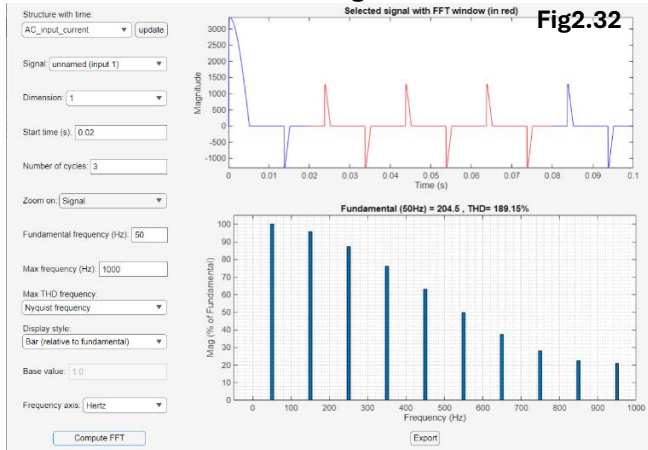 Structure with time:
AC_input_current
update
Signal: unnamed (input 1)
Dimension: 1
Start time (s): 0.02
Number of cycles: 3
Zoom on: Signal
Fundamental frequency (Hz): 50
Max frequency (Hz): 1000
Max THD frequency:
Nyquist frequency
Display style:
Bar (relative to fundamental)
Base value: 1.0
Frequency axis: Hertz
Compute FFT
Selected signal with FFT window (in red)
Fig2.32
Magnitude
3000
2500
2000
1500
1000
500
0
-500
-1000
0 0.01 0.02 0.03 0.04 0.05 0.06 0.07 0.08 0.09 0.1
Time (s)
Fundamental (50Hz) = 204.5 , THD= 189.15%
Mag (% of Fundamental)
100
90
80
70
60
50
40
30
20
10
0
0 100 200 300 400 500 600 700 800 900 1000
Frequency (Hz)
Export